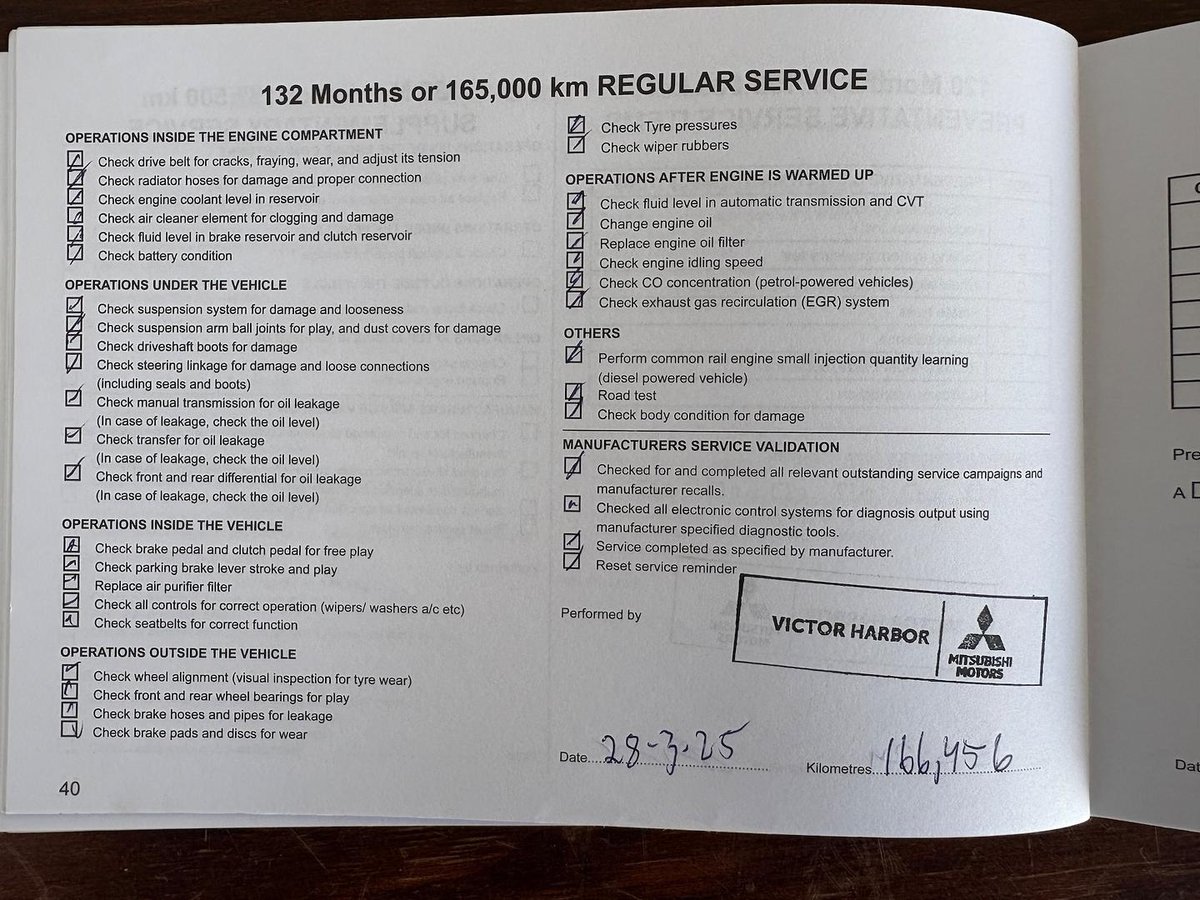 132 Months or 165,000 km REGULAR SERVICE
OPERATIONS INSIDE THE ENGINE COMPARTMENT
Check drive belt for cracks, fraying, wear, and adjust its tension
Check radiator hoses for damage and proper connection
Check engine coolant level in reservoir
Check air cleaner element for clogging and damage
Check fluid level in brake reservoir and clutch reservoir
Check battery condition
OPERATIONS UNDER THE VEHICLE
Check suspension system for damage and looseness
Check suspension arm ball joints for play, and dust covers for damage
Check driveshaft boots for damage
Check steering linkage for damage and loose connections
(including seals and boots)
Check manual transmission for oil leakage
(In case of leakage, check the oil level)
Check transfer for oil leakage
(In case of leakage, check the oil level)
Check front and rear differential for oil leakage
(In case of leakage, check the oil level)
OPERATIONS INSIDE THE VEHICLE
Check brake pedal and clutch pedal for free play
Check parking brake lever stroke and play
Replace air purifier filter
Check all controls for correct operation (wipers/ washers a/c etc)
Check seatbelts for correct function
OPERATIONS OUTSIDE THE VEHICLE
Check wheel alignment (visual inspection for tyre wear)
Check front and rear wheel bearings for play
Check brake hoses and pipes for leakage
Check brake pads and discs for wear
40
Check Tyre pressures
Check wiper rubbers
OPERATIONS AFTER ENGINE IS WARMED UP
Check fluid level in automatic transmission and CVT
Change engine oil
Replace engine oil filter
Check engine idling speed
Check CO concentration (petrol-powered vehicles)
Check exhaust gas recirculation (EGR) system
OTHERS
Perform common rail engine small injection quantity learning
(diesel powered vehicle)
Road test
Check body condition for damage
MANUFACTURERS SERVICE VALIDATION
Checked for and completed all relevant outstanding service campaigns and
manufacturer recalls.
Checked all electronic control systems for diagnosis output using
manufacturer specified diagnostic tools.
Service completed as specified by manufacturer.
Reset service reminder
Performed by
VICTOR HARBOR
MITSUBISHI
MOTORS
Date 28-3-25
Kilometres 166,456
A